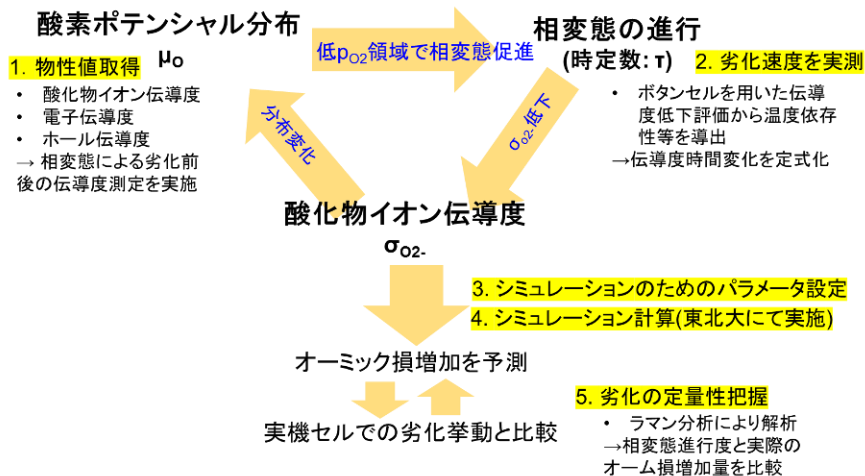 酸素ポテンシャル分布
μO
1. 物性値取得
• 酸化物イオン伝導度
• 電子伝導度
• ホール伝導度
→ 相変態による劣化前
後の伝導度測定を実施
低pO2領域で相変態促進
相変態の進行
(時定数: τ)
2. 劣化速度を実測
• ボタンセルを用いた伝導
度低下評価から温度依存
性等を導出
→伝導度時間変化を定式化
分布変化
σO2-低下
酸化物イオン伝導度
σO2-
3. シミュレーションのためのパラメータ設定
4. シミュレーション計算(東北大にて実施)
オーミック損増加を予測
実機セルでの劣化挙動と比較
5. 劣化の定量性把握
• ラマン分析により解析
→相変態進行度と実際の
オーム損増加量を比較